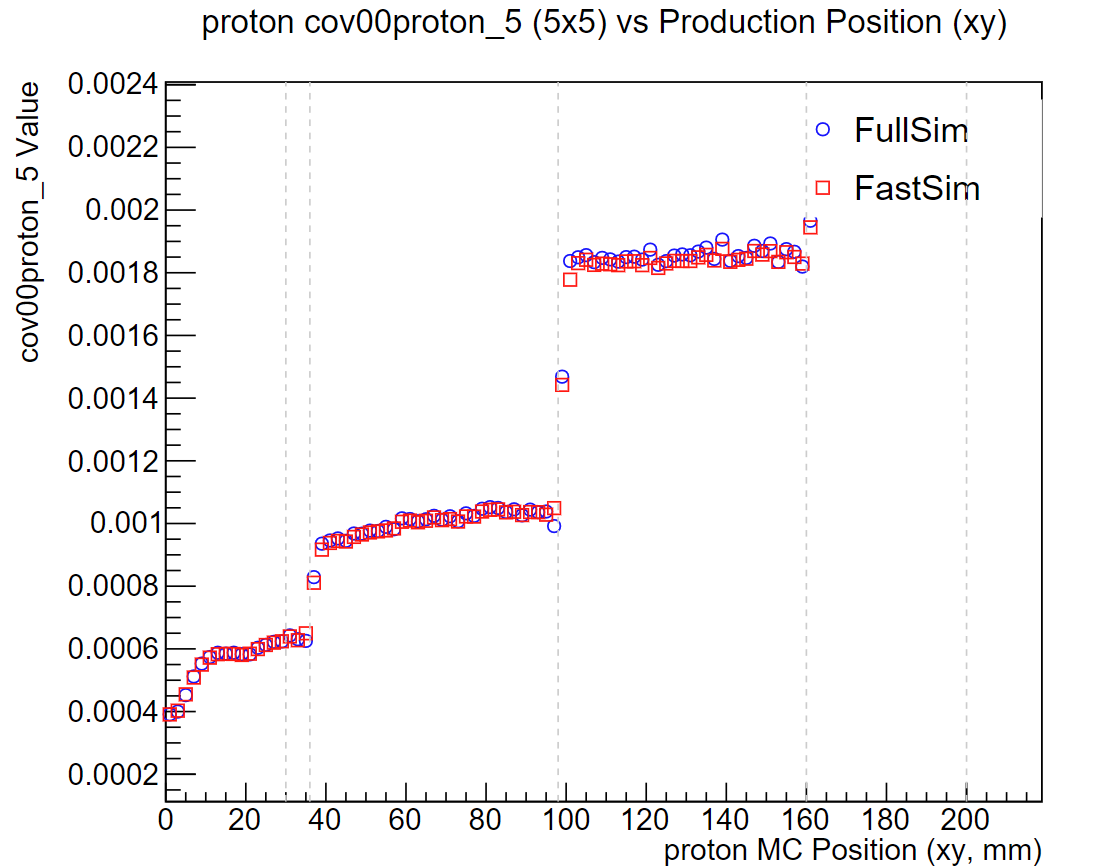 proton cov00proton_5 (5x5) vs Production Position (xy)
cov00proton_5 Value
0.0024
0.0022
0.002
0.0018
0.0016
0.0014
0.0012
0.001
0.0008
0.0006
0.0004
0.0002
FullSim
FastSim
0 20 40 60 80 100 120 140 160 180 200
proton MC Position (xy, mm)